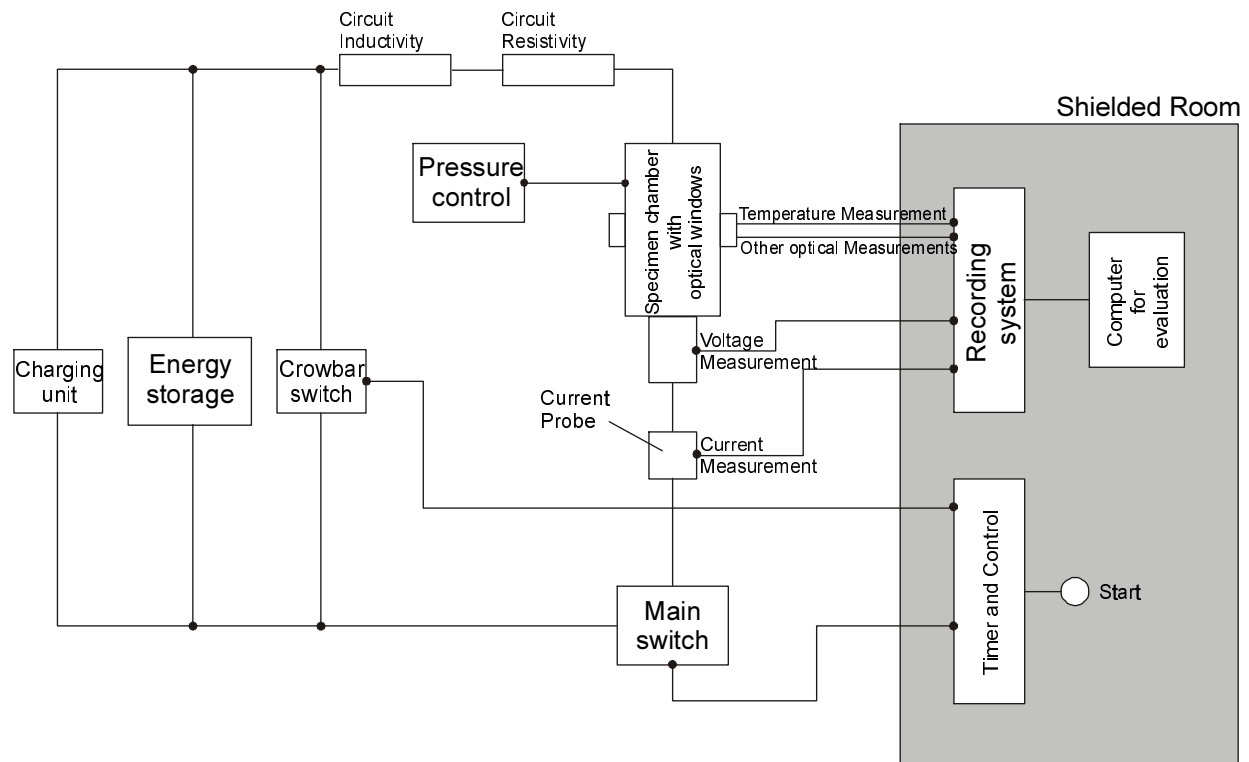 Circuit
Inductivity
Circuit
Resistivity
Shielded Room
Pressure
control
Specimen chamber
with
optical windows
Temperature Measurement
Other optical Measurements
Recording
system
Computer
for
evaluation
Voltage
Measurement
Charging
unit
Energy
storage
Crowbar
switch
Current
Probe
Current
Measurement
Timer and Control
Start
Main
switch